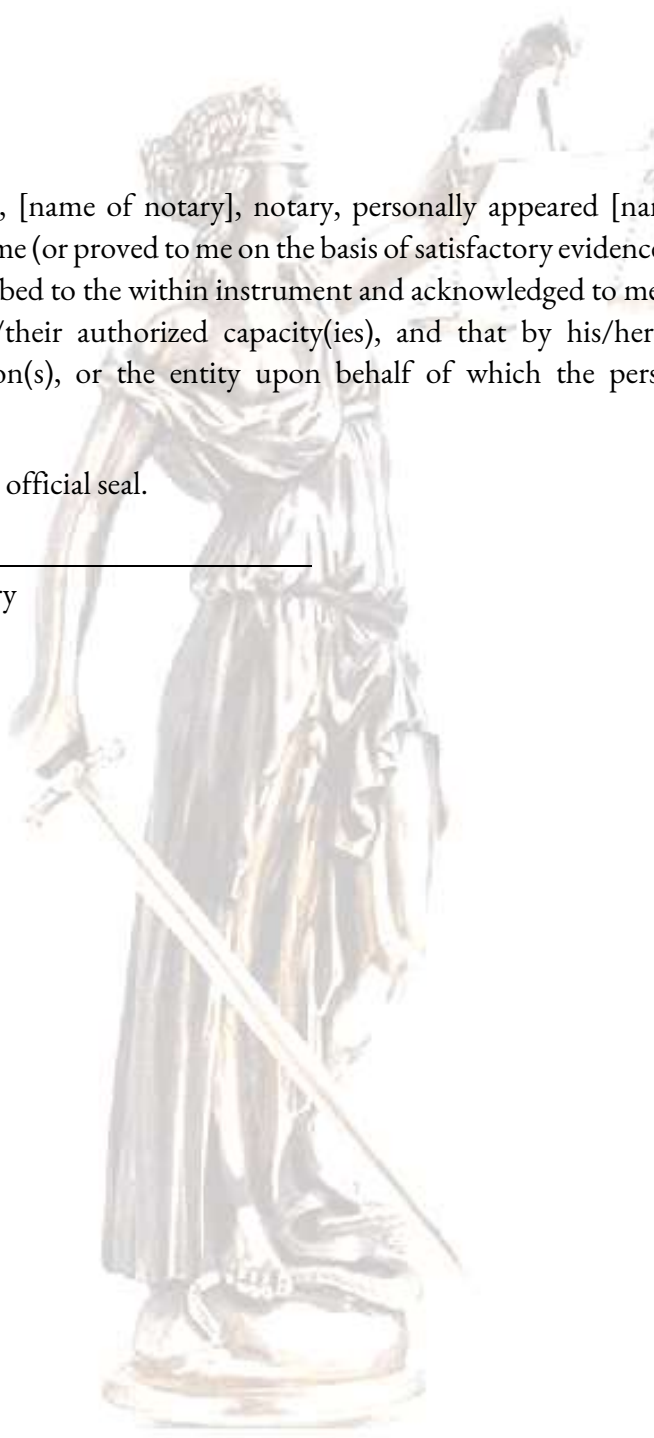 , [name of notary], notary, personally appeared
me (or proved to me on the basis of satisfactory evidence
bed to the within instrument and acknowledged to me
/their authorized capacity(ies), and that by his/her
on(s), or the entity upon behalf of which the pers
official seal.
ry